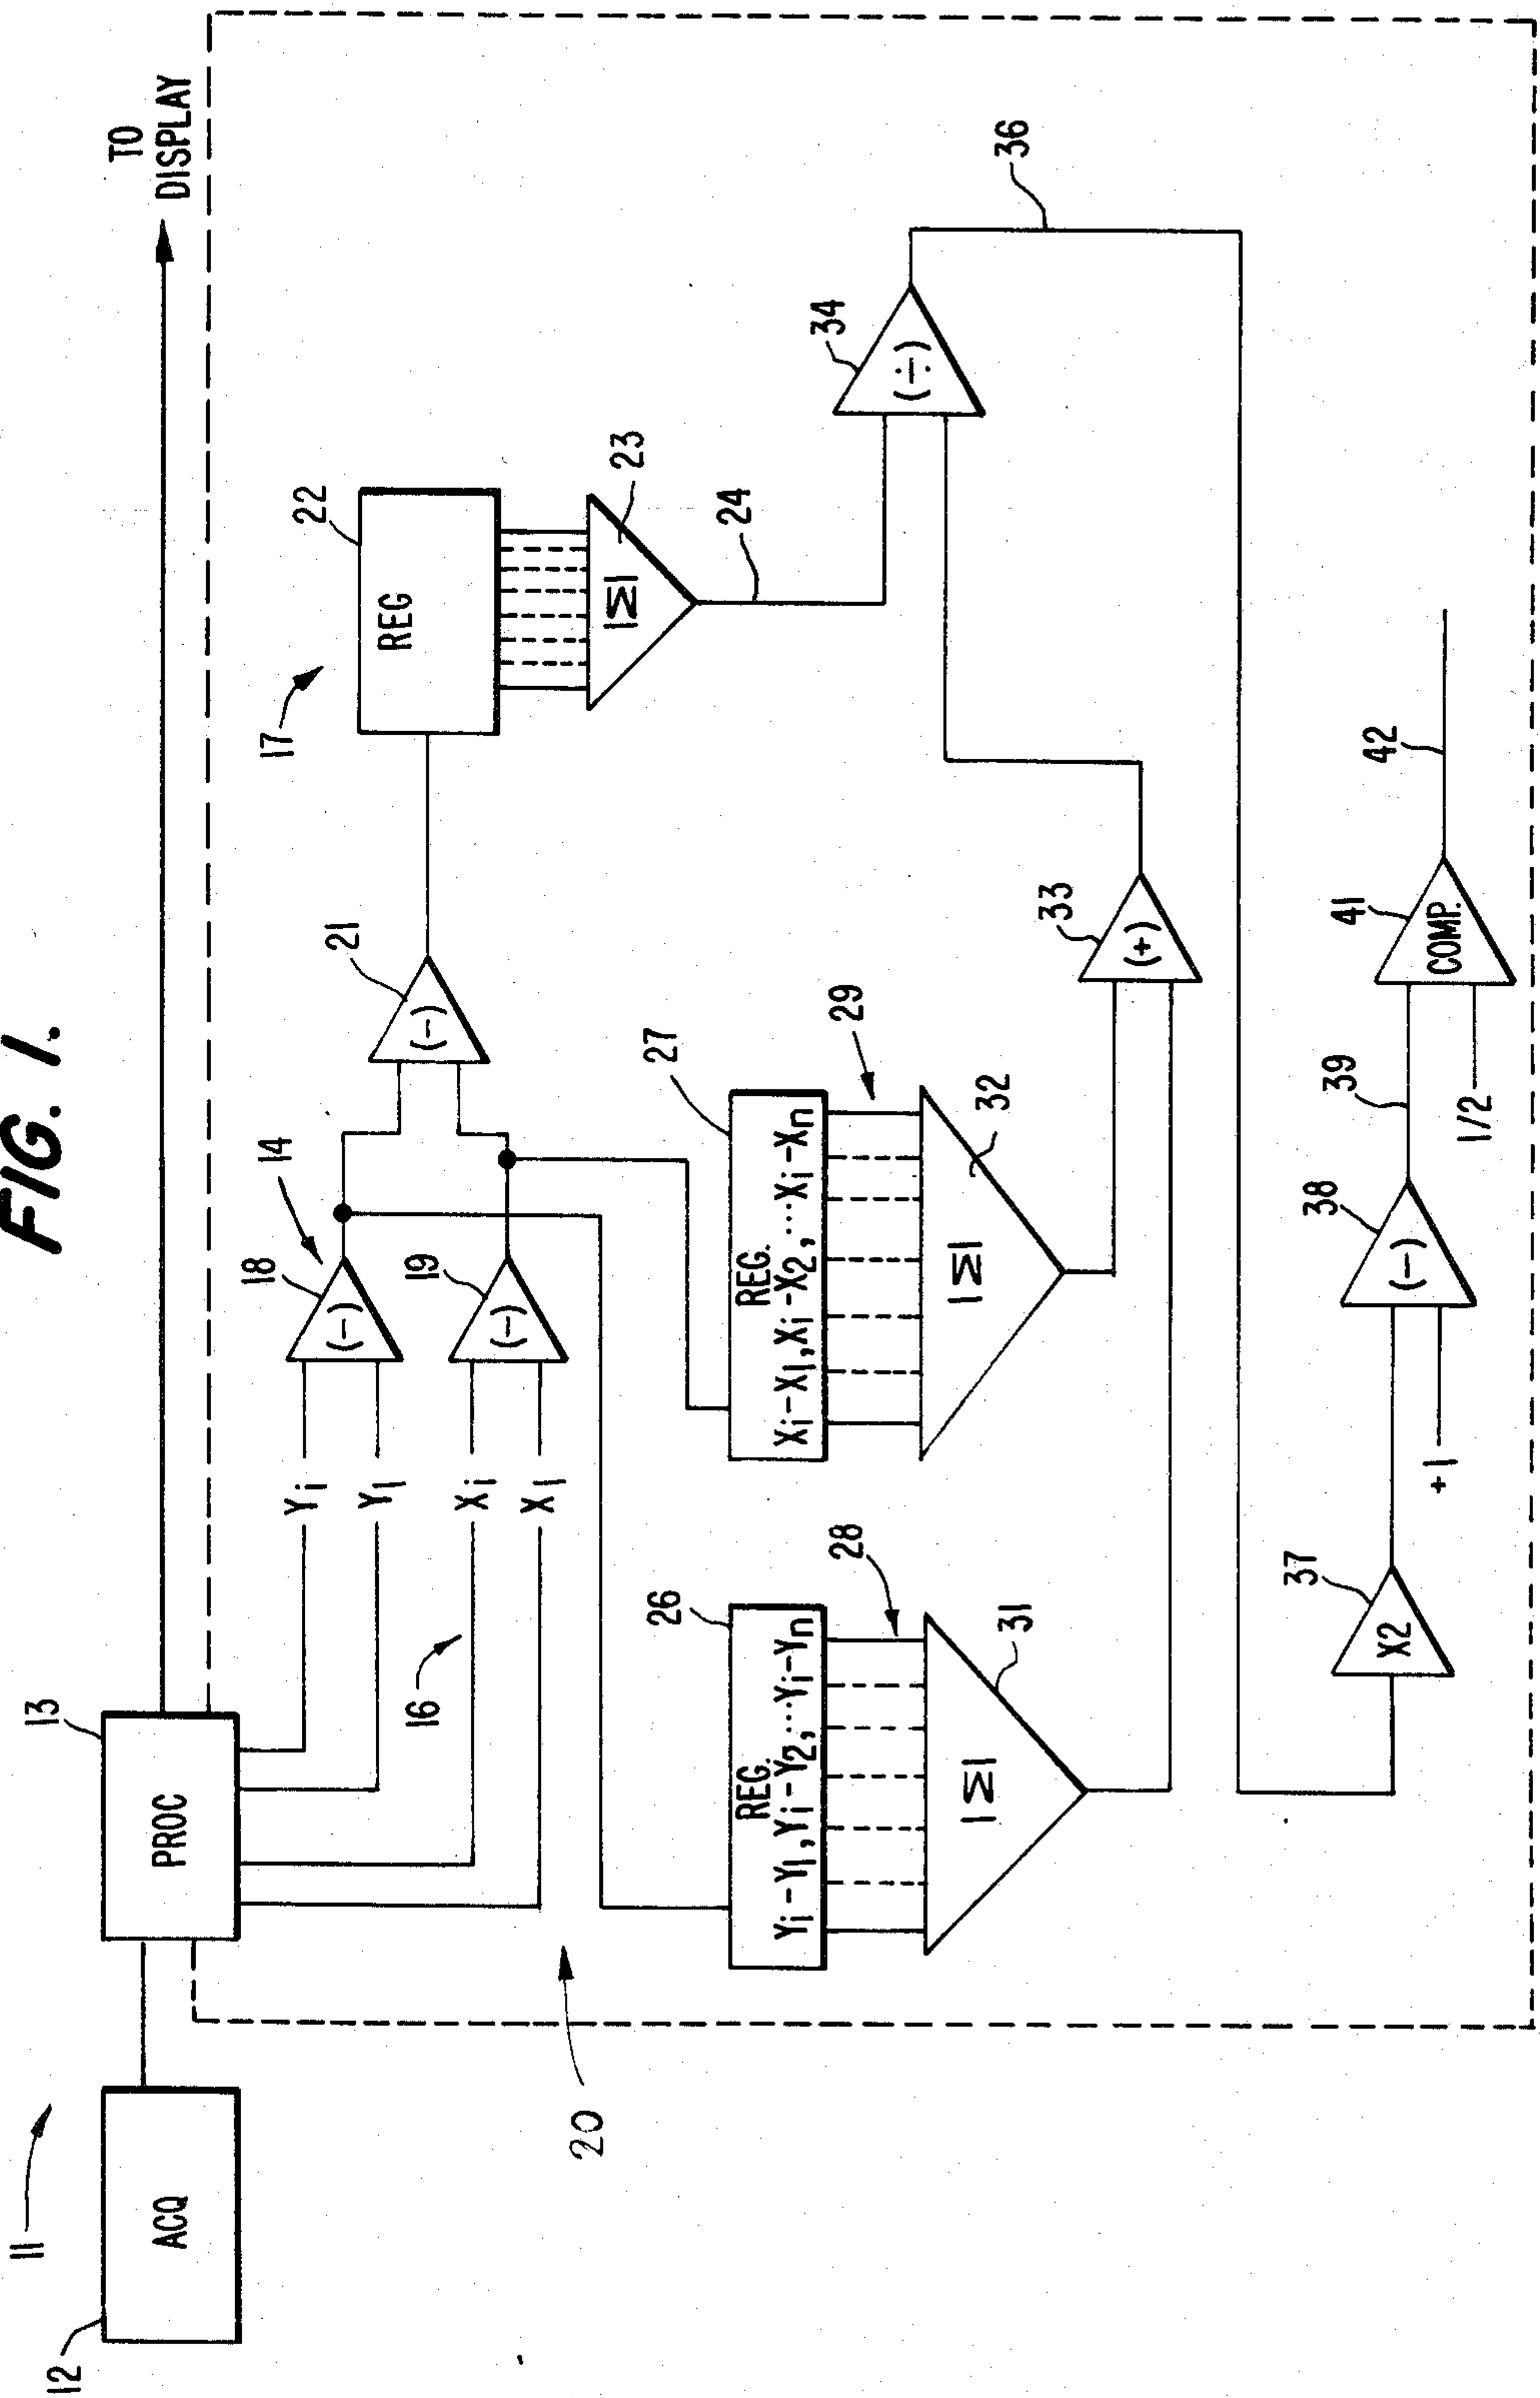 FIG. 1.
11
12
ACQ
13
PROC
TO
DISPLAY
20
16
Yi
Y1
Xi
X1
14
18
(−)
19
(−)
21
(−)
17
22
REG
23
|Σ|
24
26
REG.
Yi−Y1,Yi−Y2,...Yi−Yn
28
31
|Σ|
27
REG.
Xi−X1,Xi−X2,...Xi−Xn
29
32
|Σ|
33
(+)
34
(÷)
36
37
X2
+1
38
(−)
39
1/2
41
COMP.
42